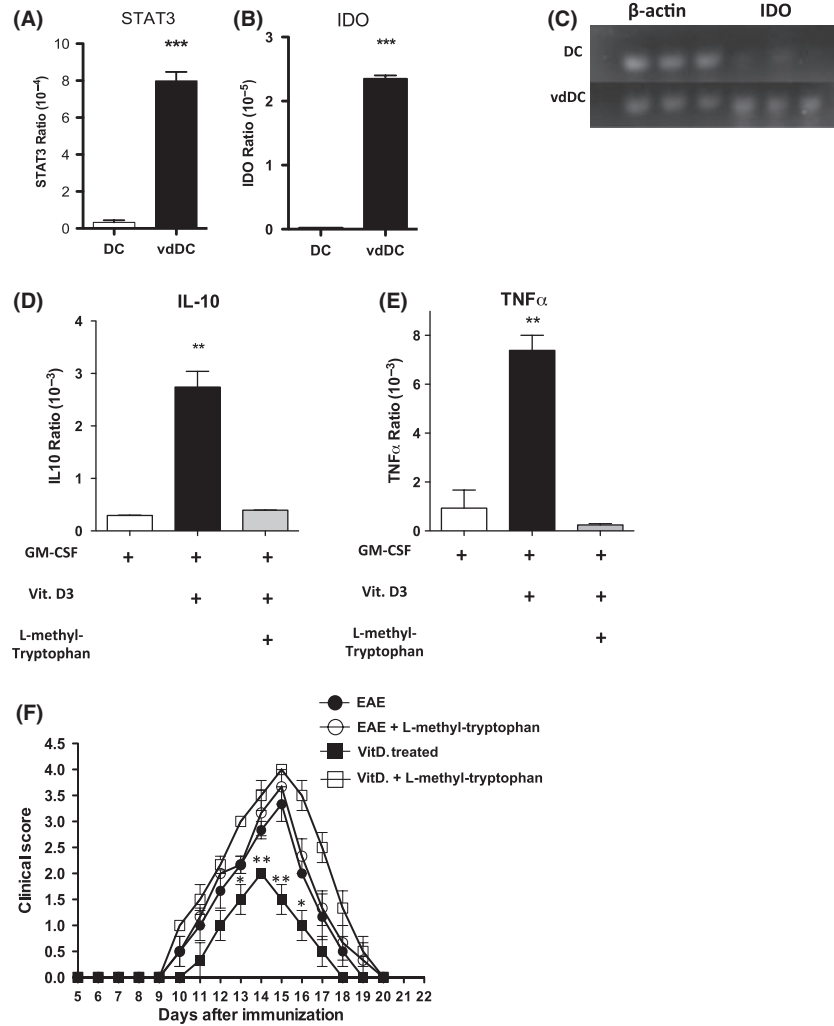 (A)
STAT3
STAT3 Ratio (10⁻⁴)
10
8
6
4
2
0
***
DC
vdDC
(B)
IDO
IDO Ratio (10⁻⁵)
3
2
1
0
***
DC
vdDC
(C)
β-actin IDO
DC
vdDC
(D)
IL-10
IL10 Ratio (10⁻³)
4
3
2
1
0
**
GM-CSF + + +
Vit. D3 + +
L-methyl-
Tryptophan +
(E)
TNFα
TNFα Ratio (10⁻³)
8
6
4
2
0
**
GM-CSF + + +
Vit. D3 + +
L-methyl-
Tryptophan +
(F)
EAE
EAE + L-methyl-tryptophan
VitD.treated
VitD. + L-methyl-tryptophan
Clinical score
4.5
4.0
3.5
3.0
2.5
2.0
1.5
1.0
0.5
0.0
* ** ** *
5 6 7 8 9 10 11 12 13 14 15 16 17 18 19 20 21 22
Days after immunization